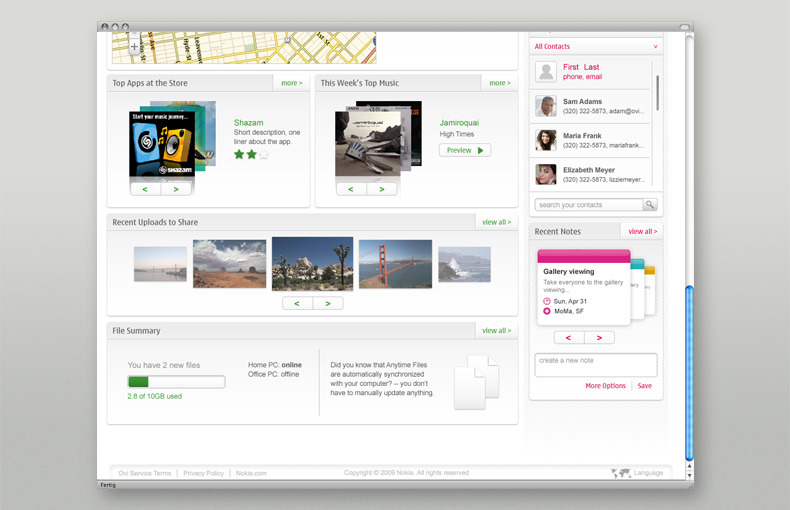 Hyde St
Leavenw
All Contacts
First Last
phone, email
Top Apps at the Store
more >
This Week's Top Music
more >
Sam Adams
(320) 322-5873, adam@ovi...
Start your music journey...
SHAZAM
Shazam
Short description, one
liner about the app.
Jamiroquai
Jamiroquai
High Times
Preview
Maria Frank
(320) 322-5873, mariafrank...
Elizabeth Meyer
(320) 322-5873, lizziemeyer...
< >
< >
search your contacts
Recent Uploads to Share
view all >
Recent Notes
view all >
Gallery viewing
Take everyone to the gallery
viewing...
Sun, Apr 31
MoMa, SF
< >
File Summary
view all >
< >
You have 2 new files
2.8 of 10GB used
Home PC: online
Office PC: offline
Did you know that Anytime Files
are automatically synchronized
with your computer? – you don't
have to manually update anything.
create a new note
More Options
Save
Ovi Service Terms
Privacy Policy
Nokia.com
Copyright © 2009 Nokia. All rights reserved
Language
Fertig